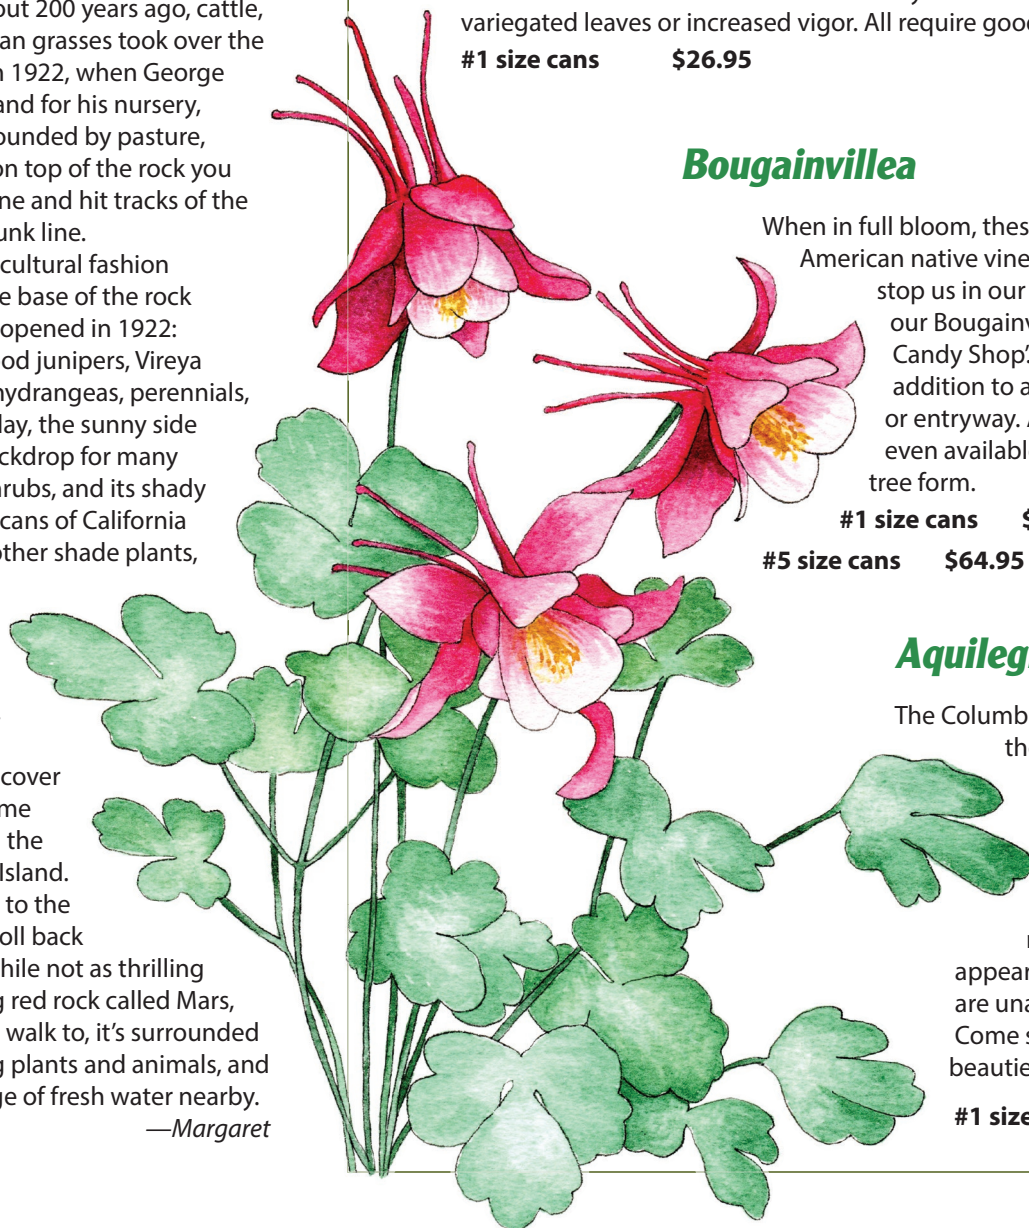 out 200 years ago, cattle,
an grasses took over the
n 1922, when George
and for his nursery,
ounded by pasture,
on top of the rock you
ne and hit tracks of the
unk line.
cultural fashion
e base of the rock
opened in 1922:
od junipers, Vireya
hydrangeas, perennials,
lay, the sunny side
ckdrop for many
hrubs, and its shady
cans of California
other shade plants,
cover
me
the
Island.
to the
oll back
hile not as thrilling
g red rock called Mars,
walk to, it’s surrounded
g plants and animals, and
ge of fresh water nearby.
—Margaret
variegated leaves or increased vigor. All require good
#1 size cans $26.95
Bougainvillea
When in full bloom, thes
American native vine
stop us in our
our Bougainv
Candy Shop’.
addition to a
or entryway. A
even available
tree form.
#1 size cans $
#5 size cans $64.95
Aquileg
The Columb
th
appear
are una
Come s
beautie
#1 size